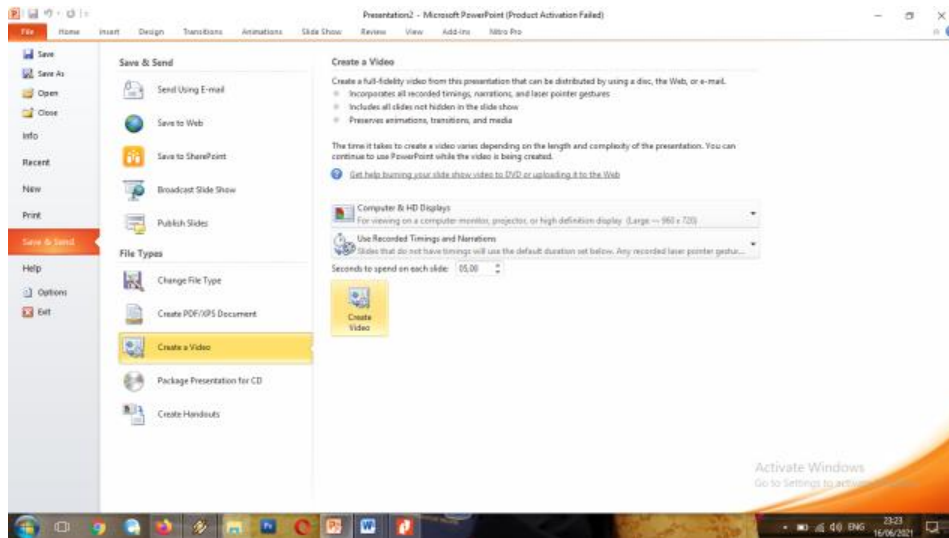 Presentation2 - Microsoft PowerPoint (Product Activation Failed)
File Home Insert Design Transitions Animations Slide Show Review View Add-Ins Nitro Pro
Save
Save As
Open
Close
Info
Recent
New
Print
Save & Send
Help
Options
Exit
Save & Send
Send Using E-mail
Save to Web
Save to SharePoint
Broadcast Slide Show
Publish Slides
File Types
Change File Type
Create PDF/XPS Document
Create a Video
Package Presentation for CD
Create Handouts
Create a Video
Create a full-fidelity video from this presentation that can be distributed by using a disc, the Web, or e-mail.
Incorporates all recorded timings, narrations, and laser pointer gestures
Includes all slides not hidden in the slide show
Preserves animations, transitions, and media
The time it takes to create a video varies depending on the length and complexity of the presentation. You can
continue to use PowerPoint while the video is being created.
Get help burning your slide show video to DVD or uploading it to the Web
Computer & HD Displays
For viewing on a computer monitor, projector, or high definition display (Large -- 960 x 720)
Use Recorded Timings and Narrations
Slides that do not have timings will use the default duration set below. Any recorded laser pointer gestur...
Seconds to spend on each slide: 05,00
Create
Video
Activate Windows
Go to Settings to activate
ENG
23:23
16/06/2021